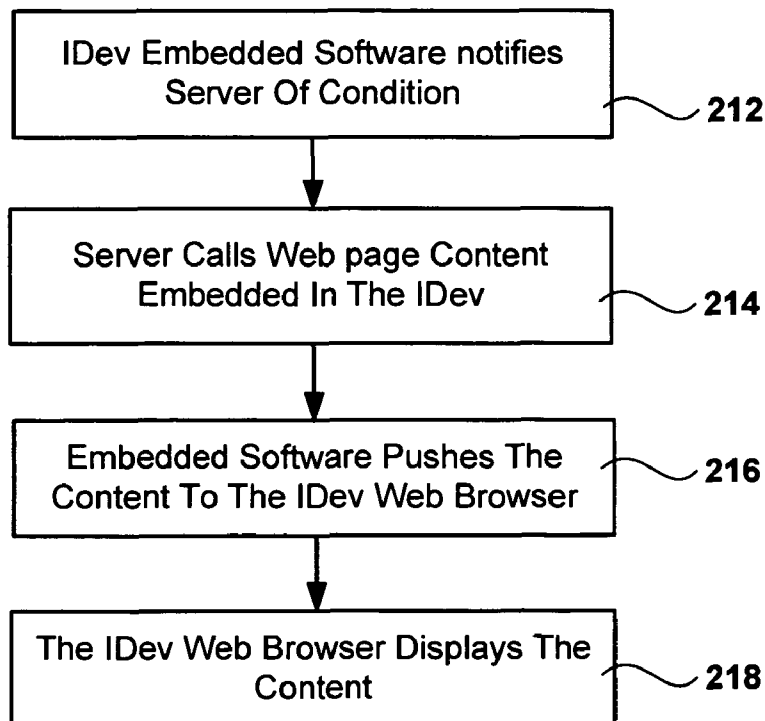 IDev Embedded Software notifies
Server Of Condition
212
Server Calls Web page Content
Embedded In The IDev
214
Embedded Software Pushes The
Content To The IDev Web Browser
216
The IDev Web Browser Displays The
Content
218